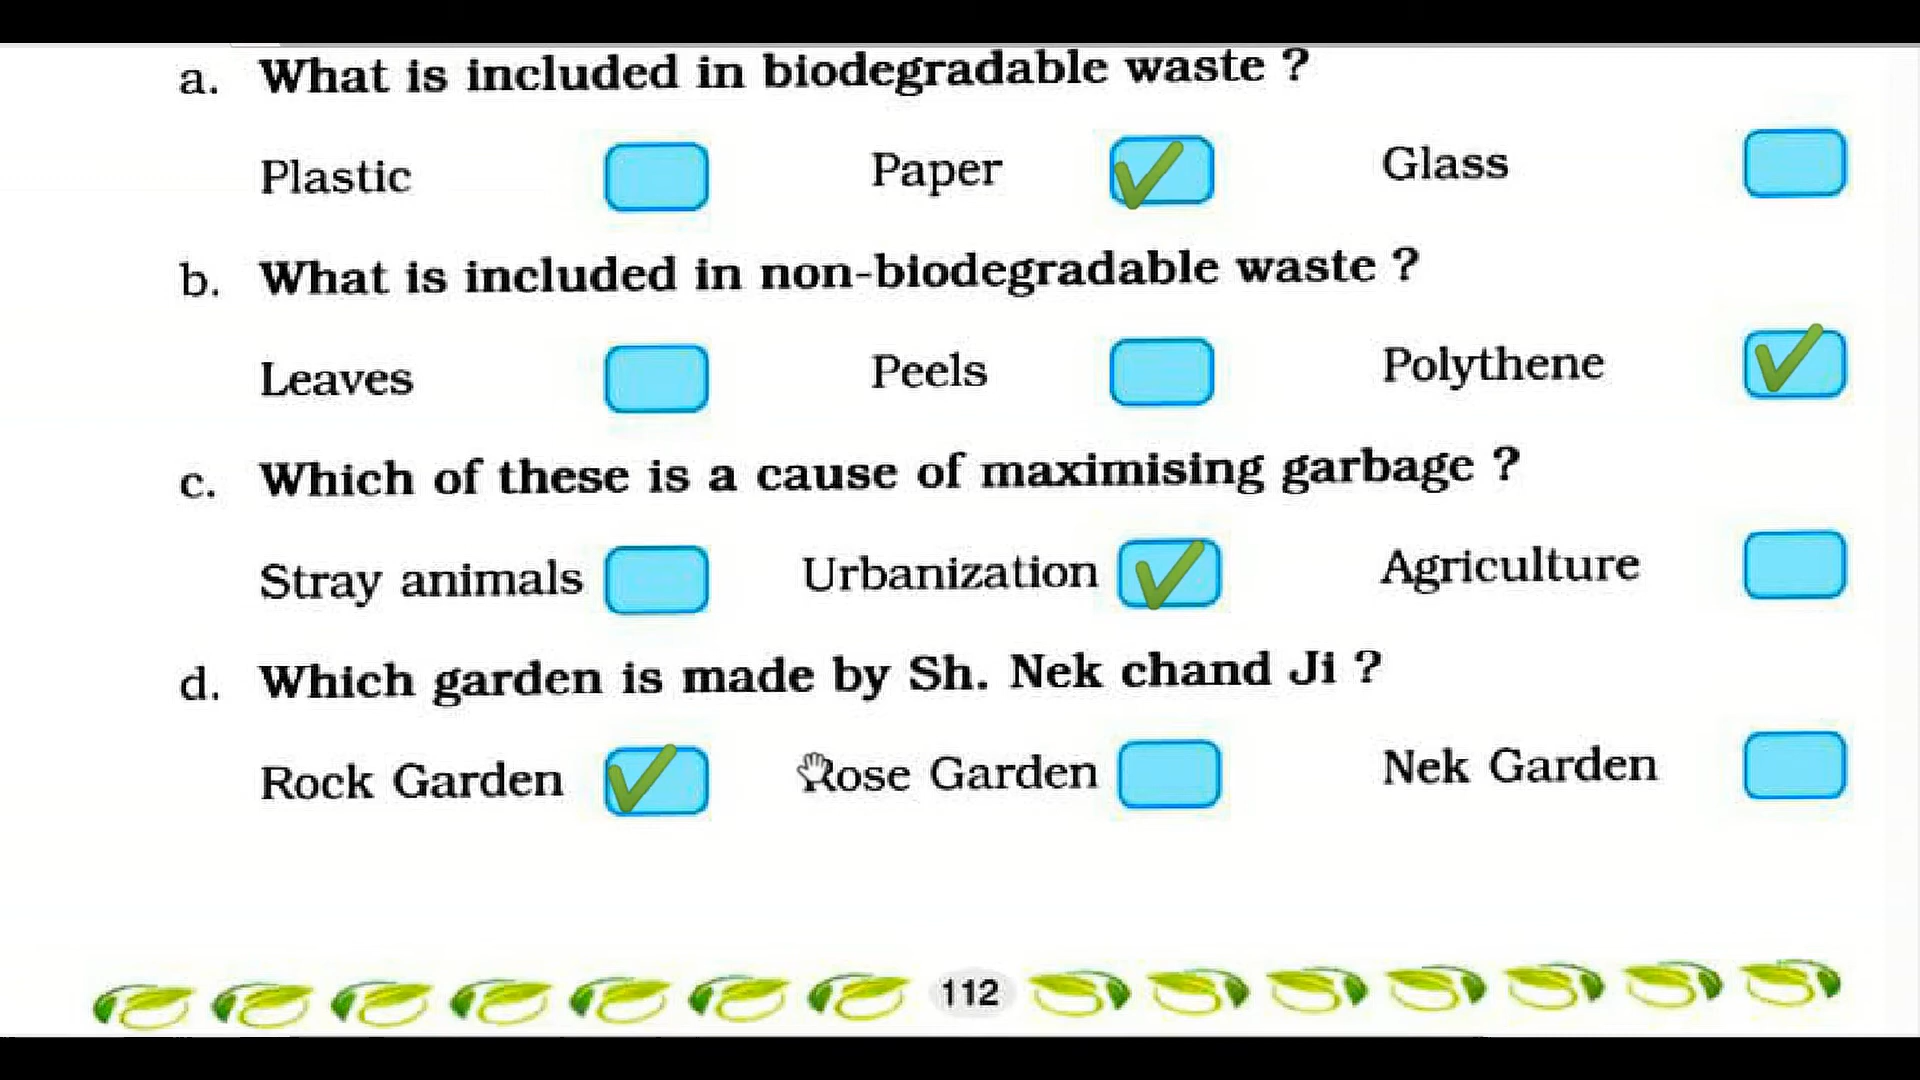 a. What is included in biodegradable waste ?
Plastic Paper Glass
b. What is included in non-biodegradable waste ?
Leaves Peels Polythene
c. Which of these is a cause of maximising garbage ?
Stray animals Urbanization Agriculture
d. Which garden is made by Sh. Nek chand Ji ?
Rock Garden Rose Garden Nek Garden
112